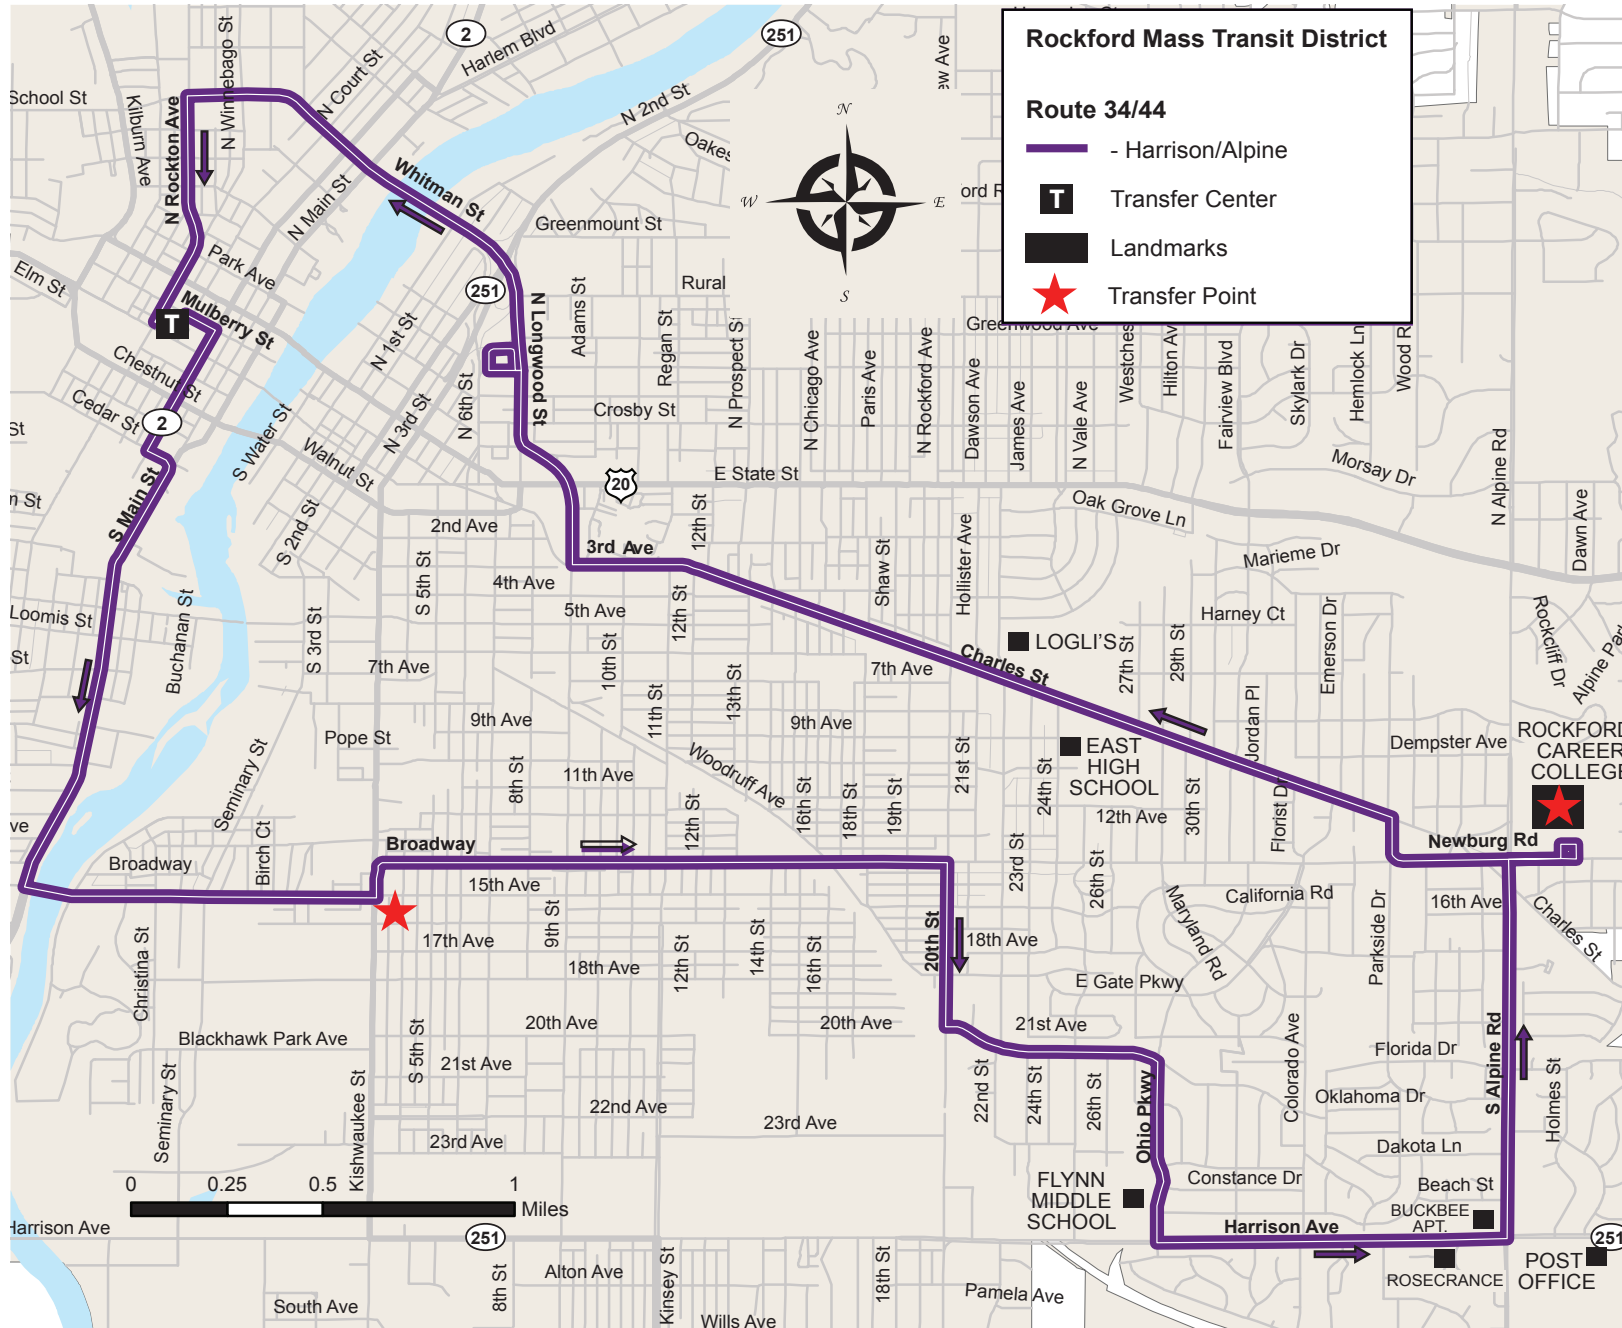 Rockford Mass Transit District
Route 34/44
- Harrison/Alpine
T
Transfer Center
Landmarks
Transfer Point
N
W
E
S
2
251
Harlem Blvd
School St
Kilburn Ave
N Rockton Ave
N Winnebago St
N Court St
N 2nd St
Whitman St
N Main St
Greenmount St
Park Ave
Elm St
Mulberry St
T
251
Rural
N Longwood St
Adams St
Regan St
N Prospect St
N Chicago Ave
Paris Ave
N Rockford Ave
Greenwood Ave
Dawson Ave
James Ave
N Vale Ave
Hilton Av
Fairview Blvd
Skylark Dr
Hemlock Ln
N 1st St
Chestnut St
Cedar St
2
N 6th St
N 3rd St
Crosby St
S Water St
Walnut St
E State St
20
Morsay Dr
N Alpine Rd
Oak Grove Ln
S Main St
S 2nd St
2nd Ave
12th St
3rd Ave
Dawn Ave
Marieme Dr
Shaw St
Hollister Ave
4th Ave
5th Ave
S 5th St
12th St
Loomis St
Buchanan St
S 3rd St
7th Ave
10th St
LOGLI'S
Harney Ct
Emerson Dr
Rockcliff Dr
Charles St
7th Ave
27th St
29th St
13th St
11th St
9th Ave
9th Ave
Jordan Pl
Pope St
Woodruff Ave
21st St
EAST
HIGH
SCHOOL
Dempster Ave
ROCKFORD
CAREER
COLLEGE
Seminary St
8th St
11th Ave
24th St
12th Ave
30th St
Florist Dr
12th St
16th St
18th St
19th St
Broadway
Birch Ct
Broadway
Newburg Rd
15th Ave
23rd St
26th St
California Rd
16th Ave
Charles St
Maryland Rd
Parkside Dr
17th Ave
9th St
20th St
18th Ave
Christina St
18th Ave
12th St
14th St
16th St
E Gate Pkwy
20th Ave
20th Ave
21st Ave
Colorado Ave
Blackhawk Park Ave
S 5th St
21st Ave
Florida Dr
S Alpine Rd
Holmes St
Seminary St
Kishwaukee St
22nd Ave
22nd St
24th St
26th St
Ohio Pkwy
Oklahoma Dr
23rd Ave
23rd Ave
Dakota Ln
0
0.25
0.5
1
Miles
FLYNN
MIDDLE
SCHOOL
Constance Dr
Beach St
BUCKBEE
APT.
Harrison Ave
Harrison Ave
251
251
ROSECRANCE
POST
OFFICE
8th St
Alton Ave
Kinsey St
18th St
Pamela Ave
South Ave
Wills Ave